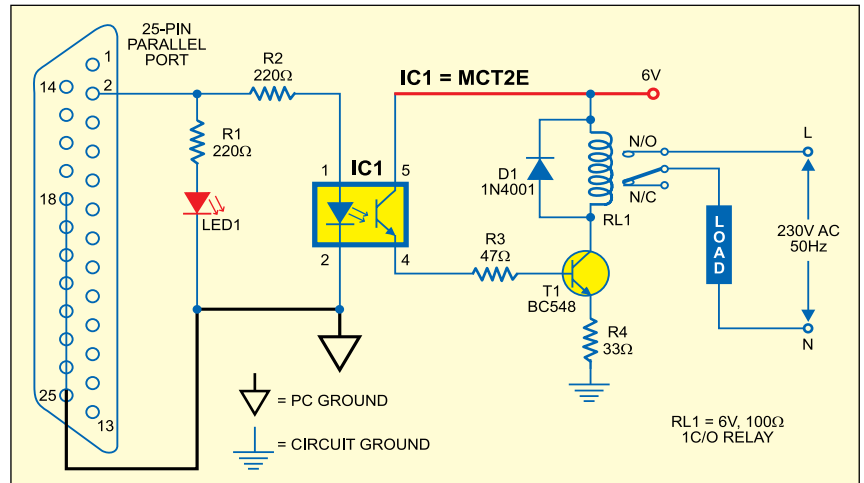 25-PIN
PARALLEL
PORT
1
14
2
18
25
13
R2
220Ω
R1
220Ω
LED1
IC1 = MCT2E
6V
IC1
1
5
2
4
D1
1N4001
N/O
N/C
RL1
L
LOAD
230V AC
50Hz
N
R3
47Ω
T1
BC548
R4
33Ω
= PC GROUND
= CIRCUIT GROUND
RL1 = 6V, 100Ω
1C/O RELAY